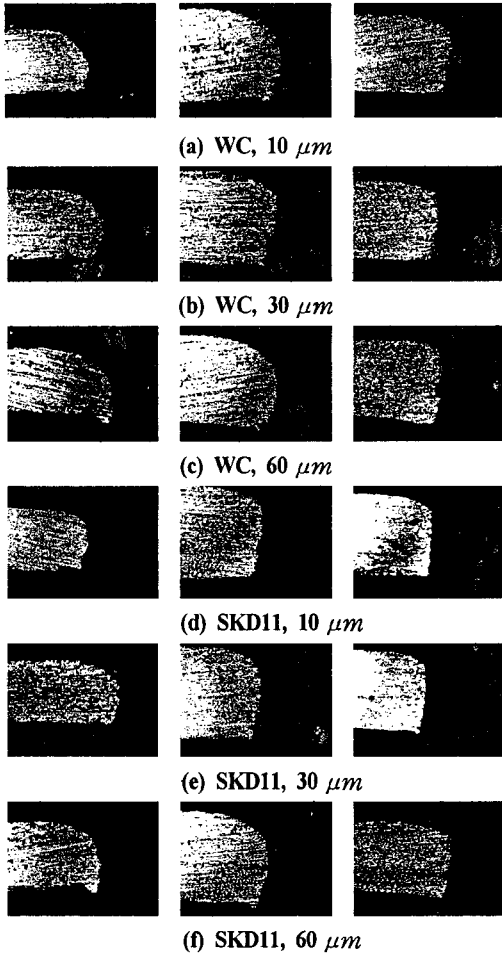 (a) WC, 10 μm
(b) WC, 30 μm
(c) WC, 60 μm
(d) SKD11, 10 μm
(e) SKD11, 30 μm
(f) SKD11, 60 μm